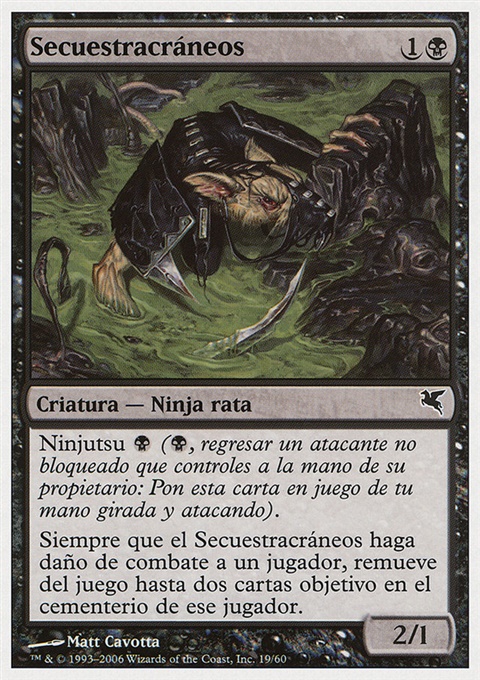 Secuestracráneos 1
Criatura — Ninja rata
Ninjutsu (, regresar un atacante no
bloqueado que controles a la mano de su
propietario: Pon esta carta en juego de tu
mano girada y atacando).
Siempre que el Secuestracráneos haga
daño de combate a un jugador, remueve
del juego hasta dos cartas objetivo en el
cementerio de ese jugador.
Matt Cavotta
2/1
™ & © 1993–2006 Wizards of the Coast, Inc. 19/60